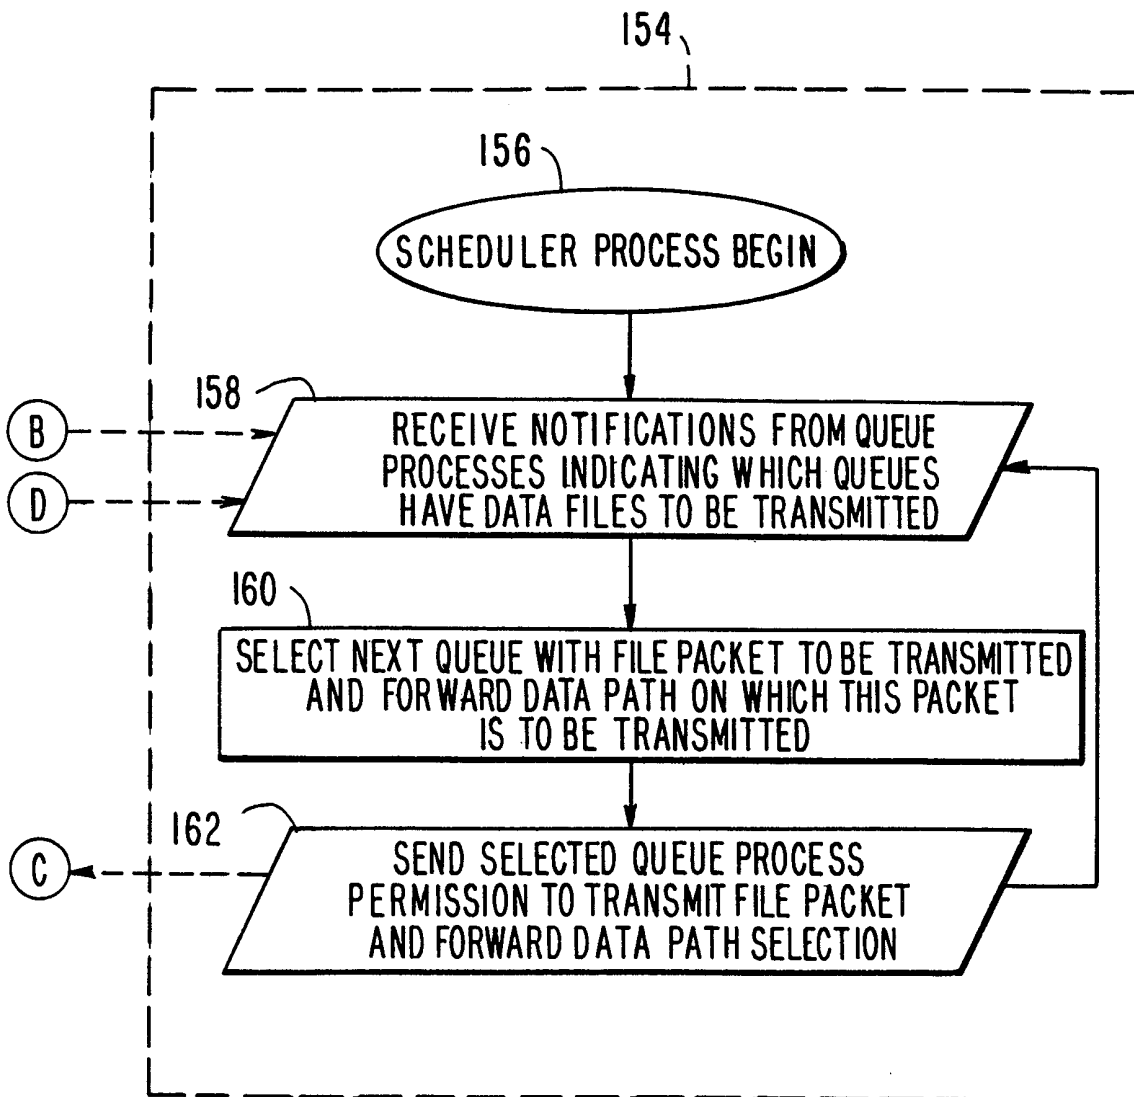 154
156
SCHEDULER PROCESS BEGIN
158
B
D
RECEIVE NOTIFICATIONS FROM QUEUE
PROCESSES INDICATING WHICH QUEUES
HAVE DATA FILES TO BE TRANSMITTED
160
SELECT NEXT QUEUE WITH FILE PACKET TO BE TRANSMITTED
AND FORWARD DATA PATH ON WHICH THIS PACKET
IS TO BE TRANSMITTED
162
C
SEND SELECTED QUEUE PROCESS
PERMISSION TO TRANSMIT FILE PACKET
AND FORWARD DATA PATH SELECTION